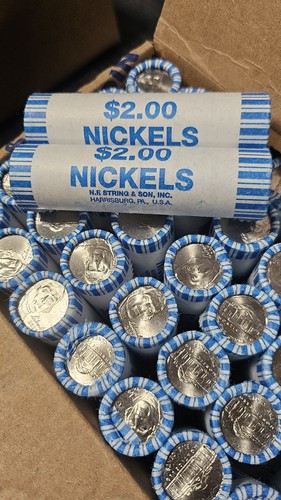 $2.00
NICKELS
$2.00
NICKELS
N.F. STRING & SON, INC.
HARRISBURG, PA., U.S.A.